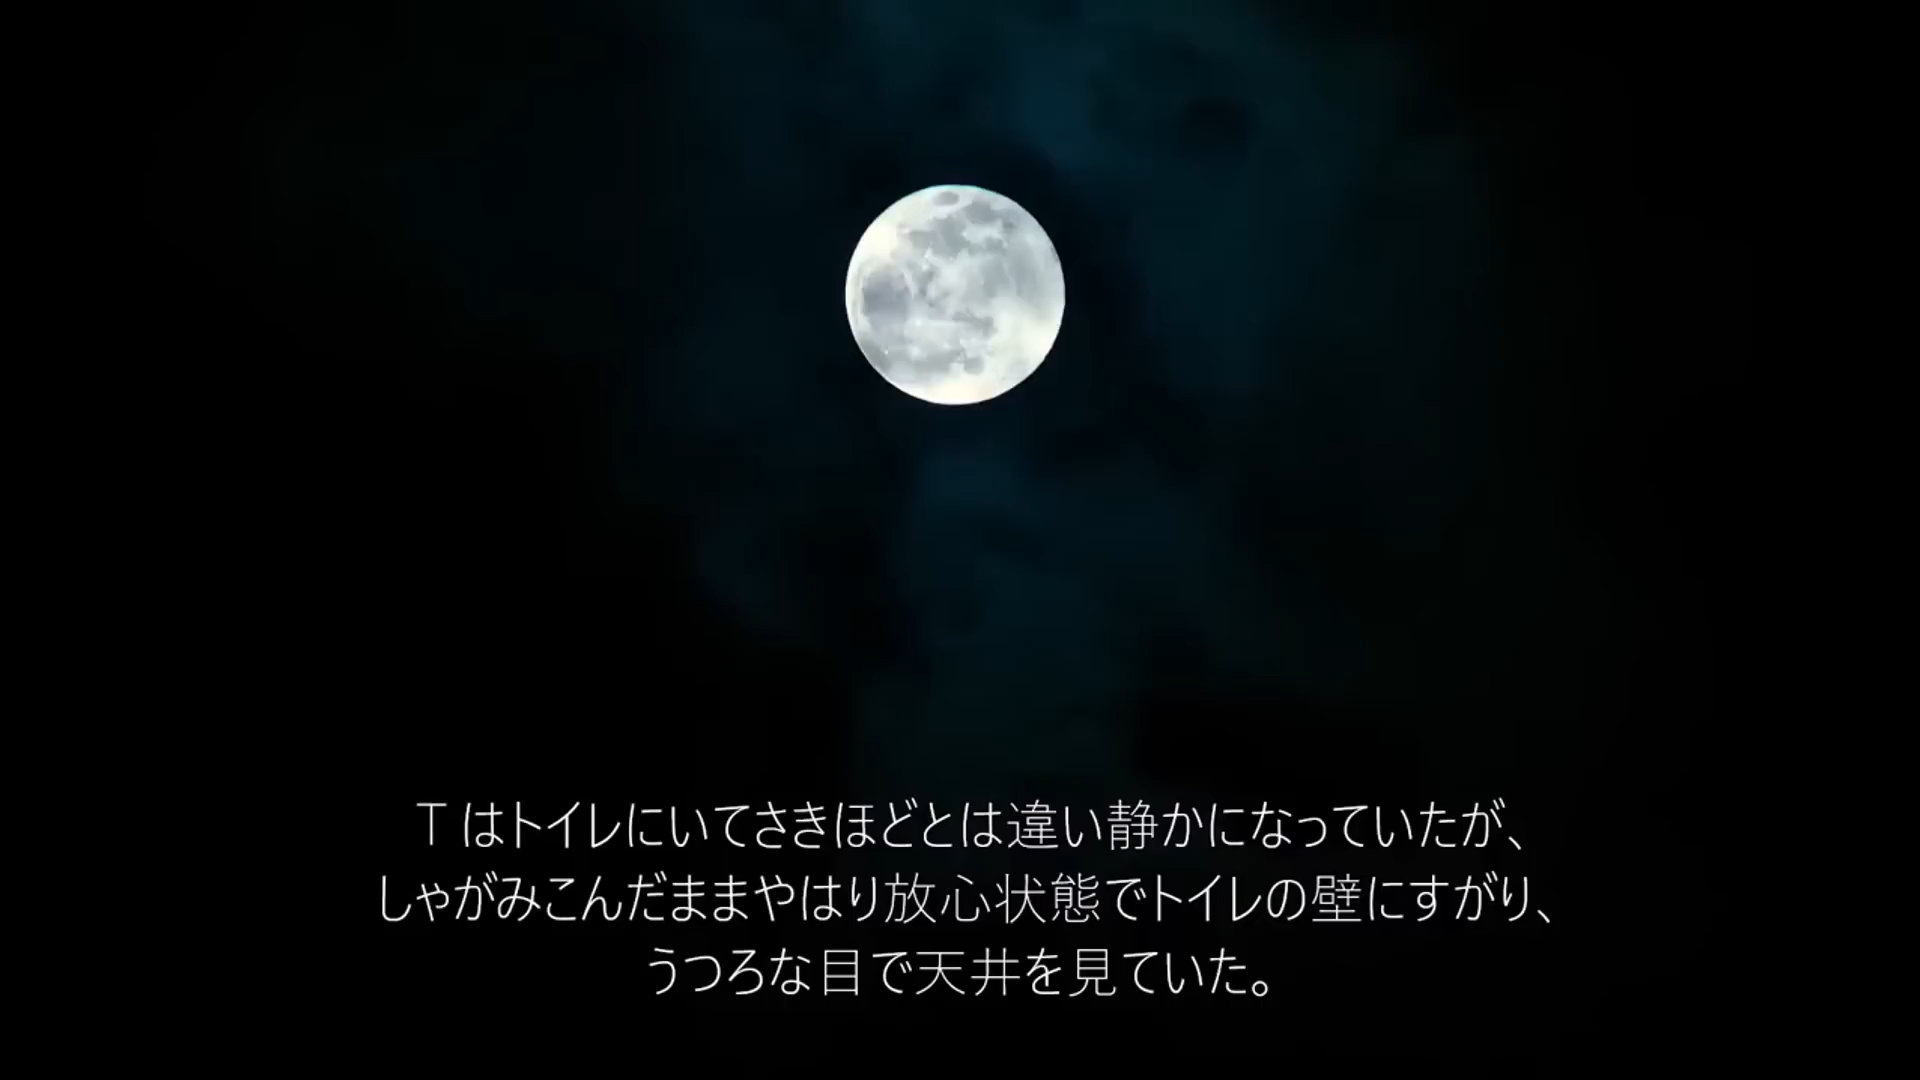 Tはトイレにいてさきほどとは違い静かになっていたが、
しゃがみこんだままやはり放心状態でトイレの壁にすがり、
うつろな目で天井を見ていた。